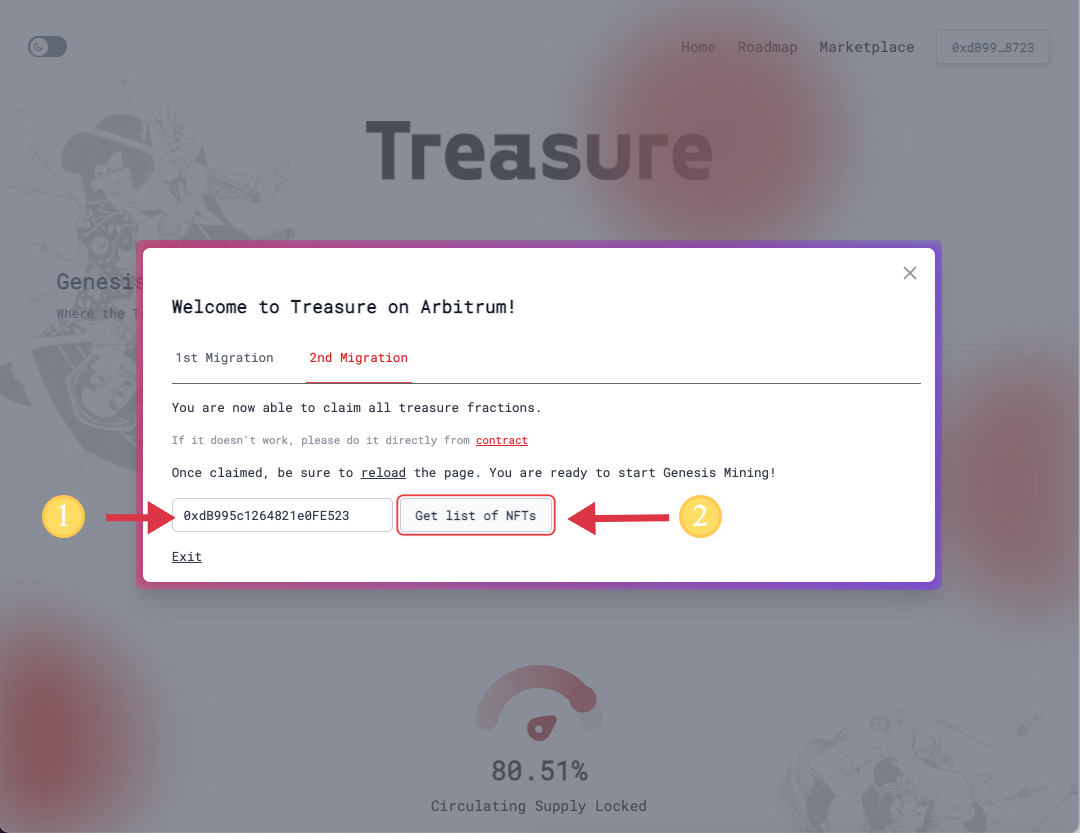 Home Roadmap Marketplace 0xdB99…8723
Treasure
Genesis
Where the T
Welcome to Treasure on Arbitrum!
1st Migration 2nd Migration
You are now able to claim all treasure fractions.
If it doesn't work, please do it directly from contract
Once claimed, be sure to reload the page. You are ready to start Genesis Mining!
1 0xdB995c1264821e0FE523 Get list of NFTs 2
Exit
80.51%
Circulating Supply Locked